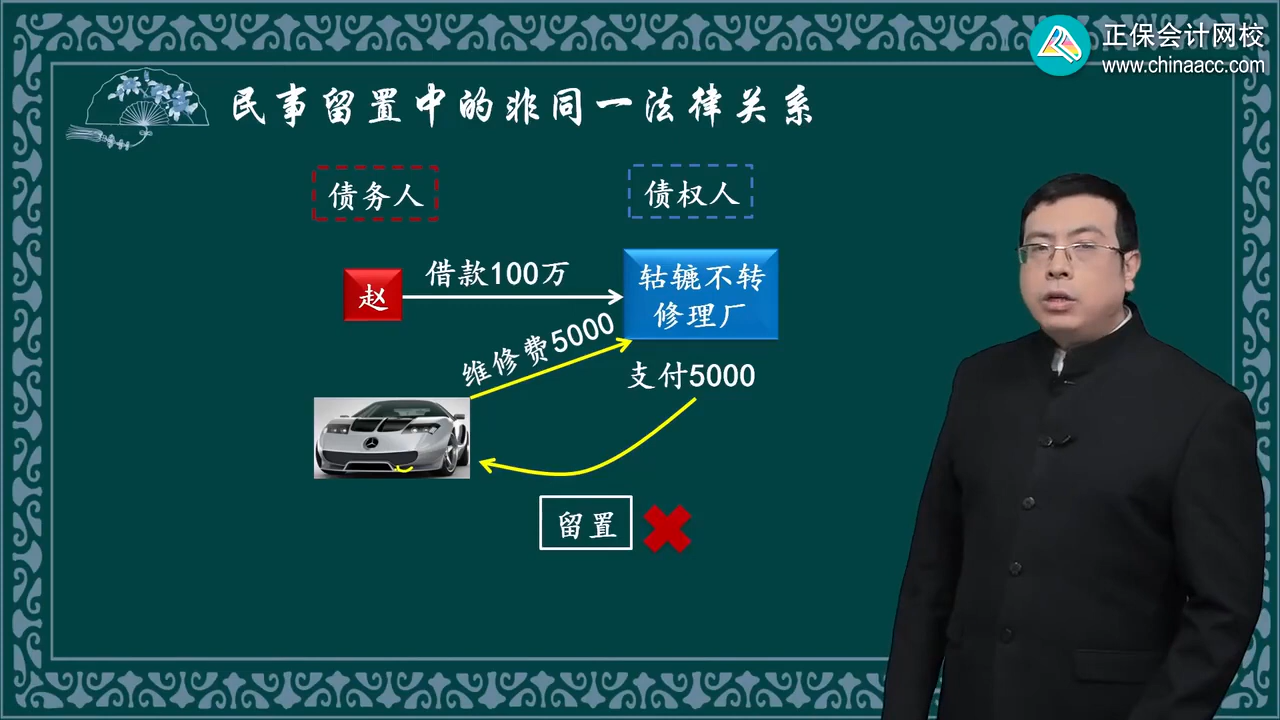 正保会计网校
www.chinaacc.com
民事留置中的非同一法律关系
债务人
债权人
赵
借款100万
轱辘不转
修理厂
维修费5000
支付5000
留置